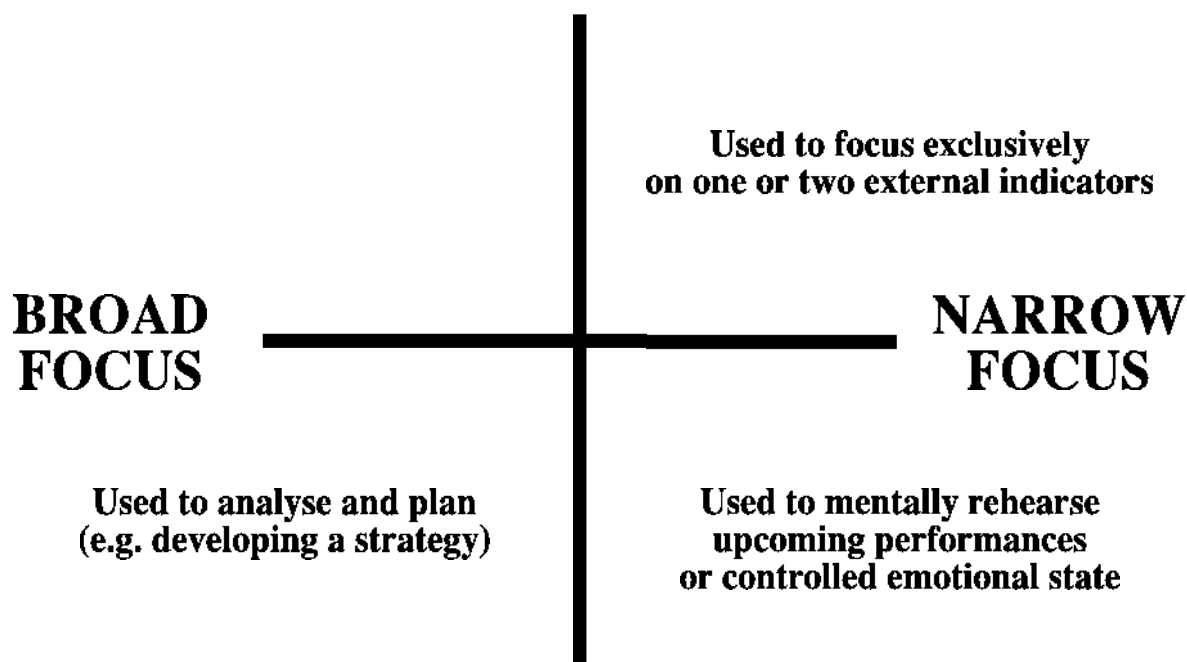 Used to focus exclusively
on one or two external indicators
BROAD
FOCUS
NARROW
FOCUS
Used to analyse and plan
(e.g. developing a strategy)
Used to mentally rehearse
upcoming performances
or controlled emotional state